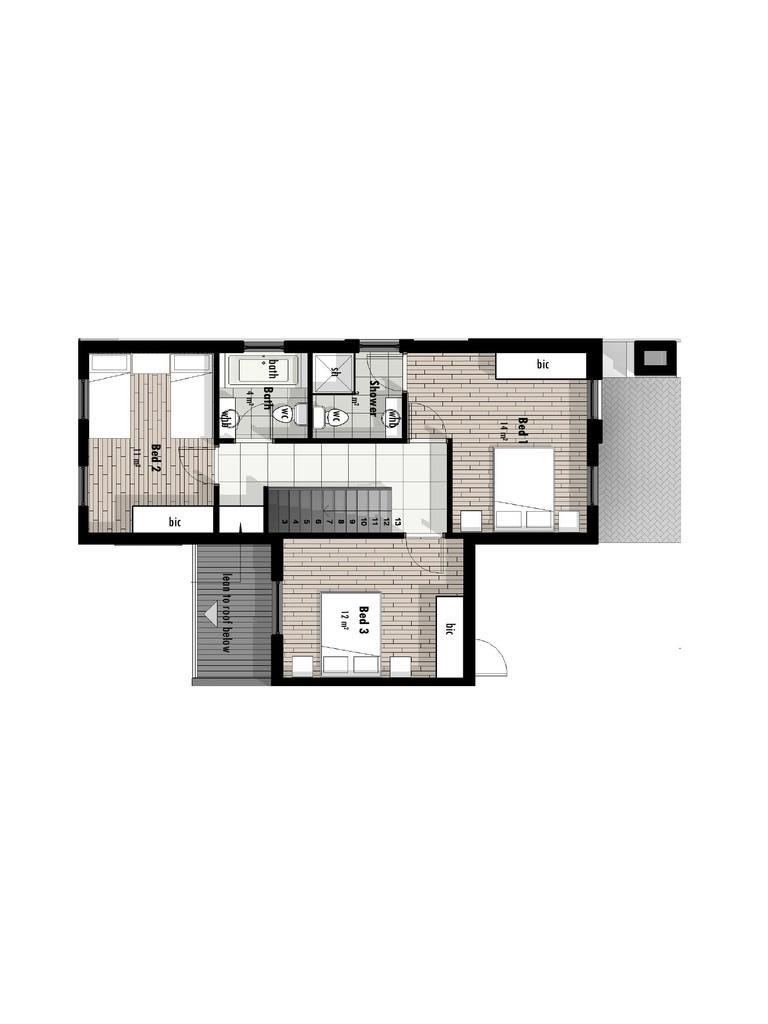 bath
sh
bic
Bath
4 m²
whb
wc
wc
Shower
m²
whb
Bed 1
14 m²
Bed 2
11 m²
bic
3
4
5
6
7
8
9
10
11
12
13
lean to roof below
Bed 3
12 m²
bic